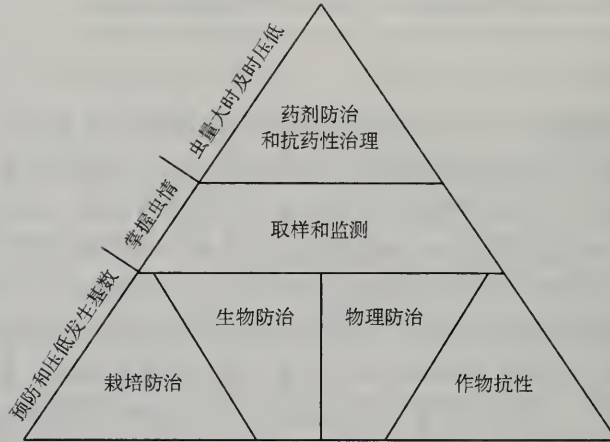 虫量大时及时压低
药剂防治
和抗药性治理
掌握虫情
取样和监测
预防和压低发生基数
生物防治
物理防治
栽培防治
作物抗性